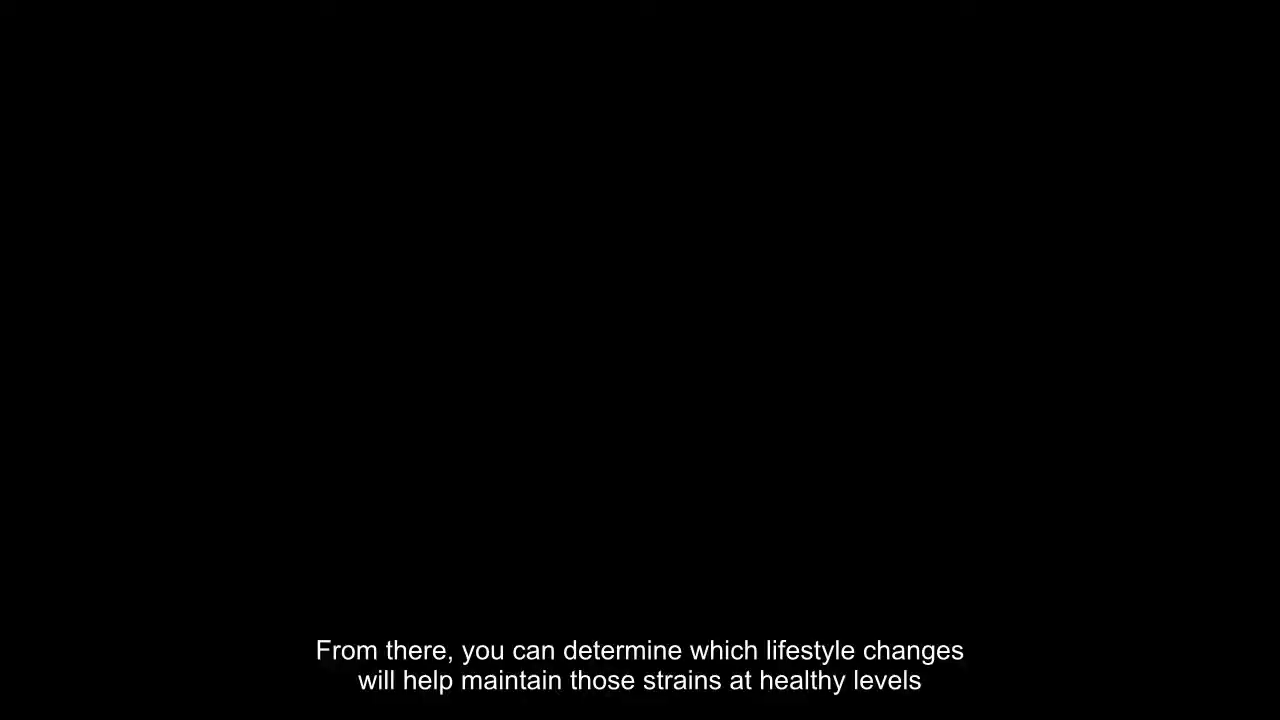 From there, you can determine which lifestyle changes
will help maintain those strains at healthy levels